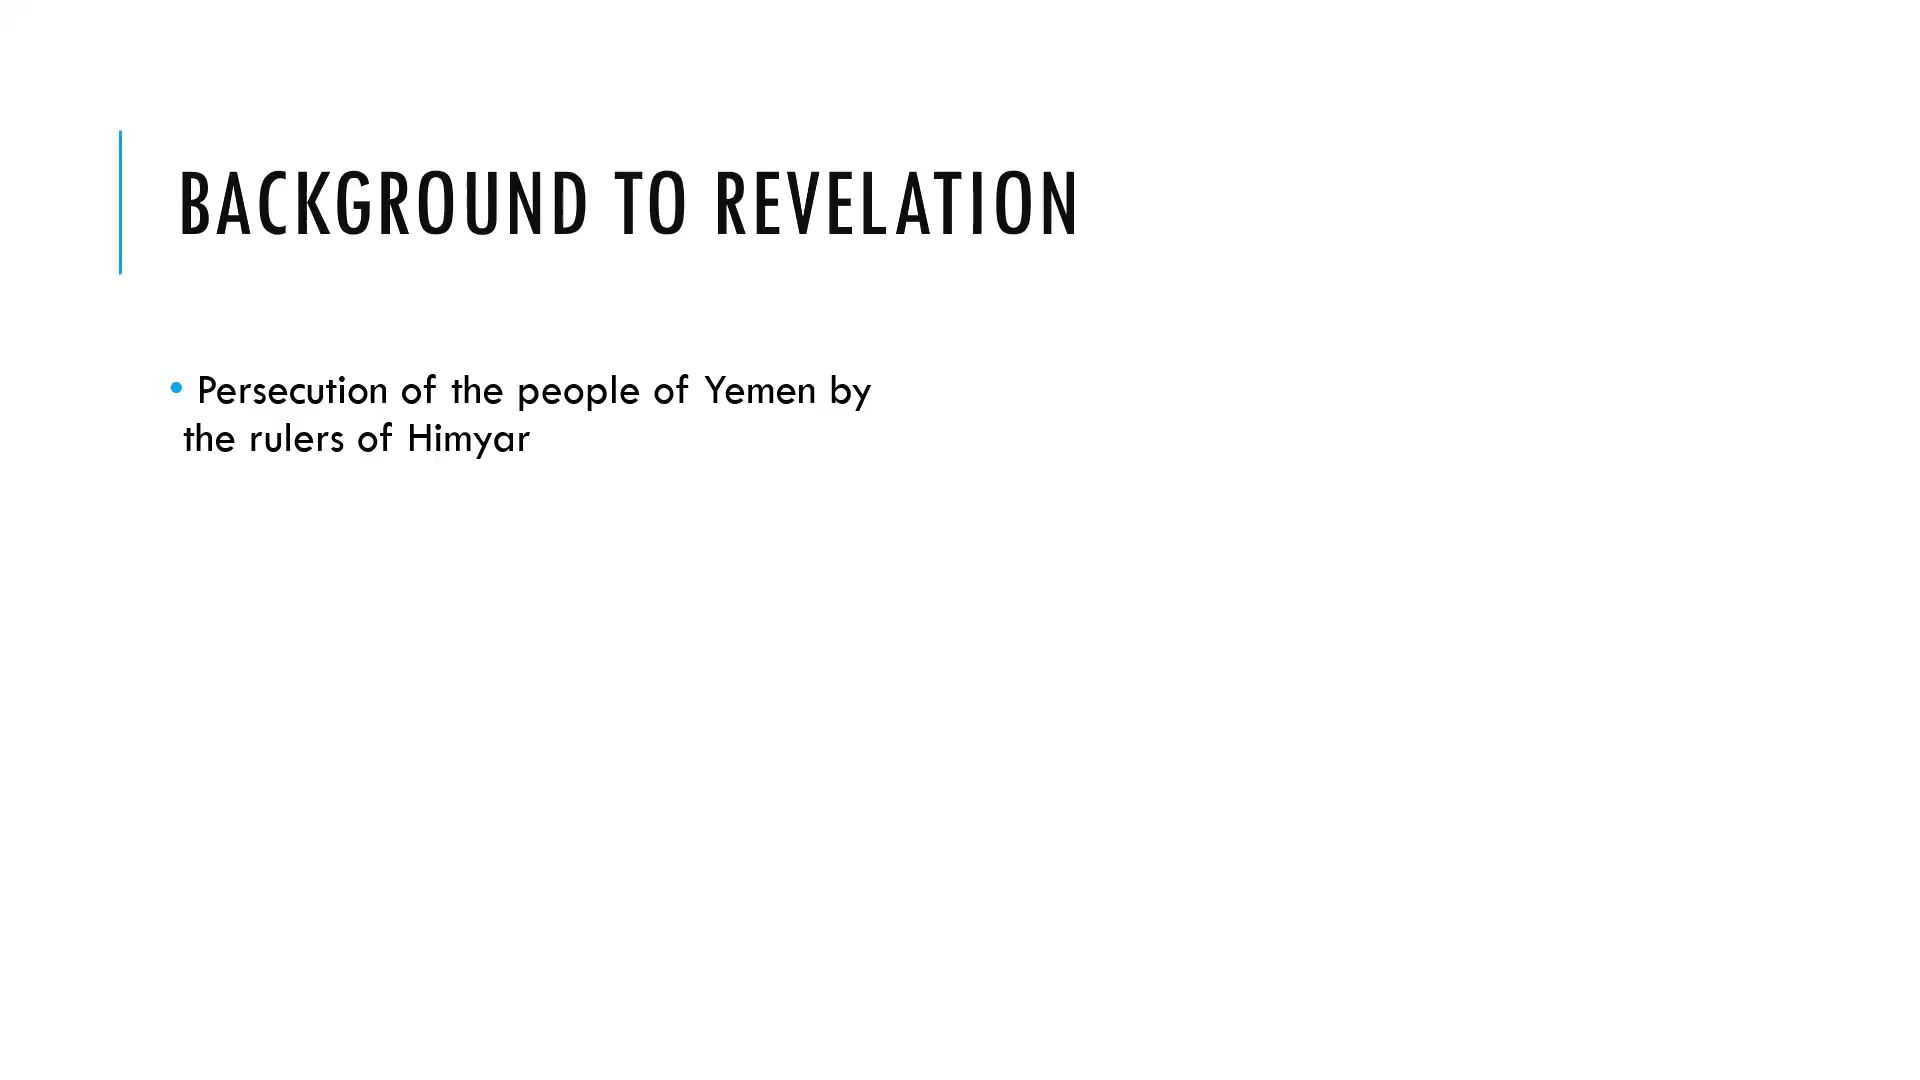 BACKGROUND TO REVELATION
• Persecution of the people of Yemen by
the rulers of Himyar